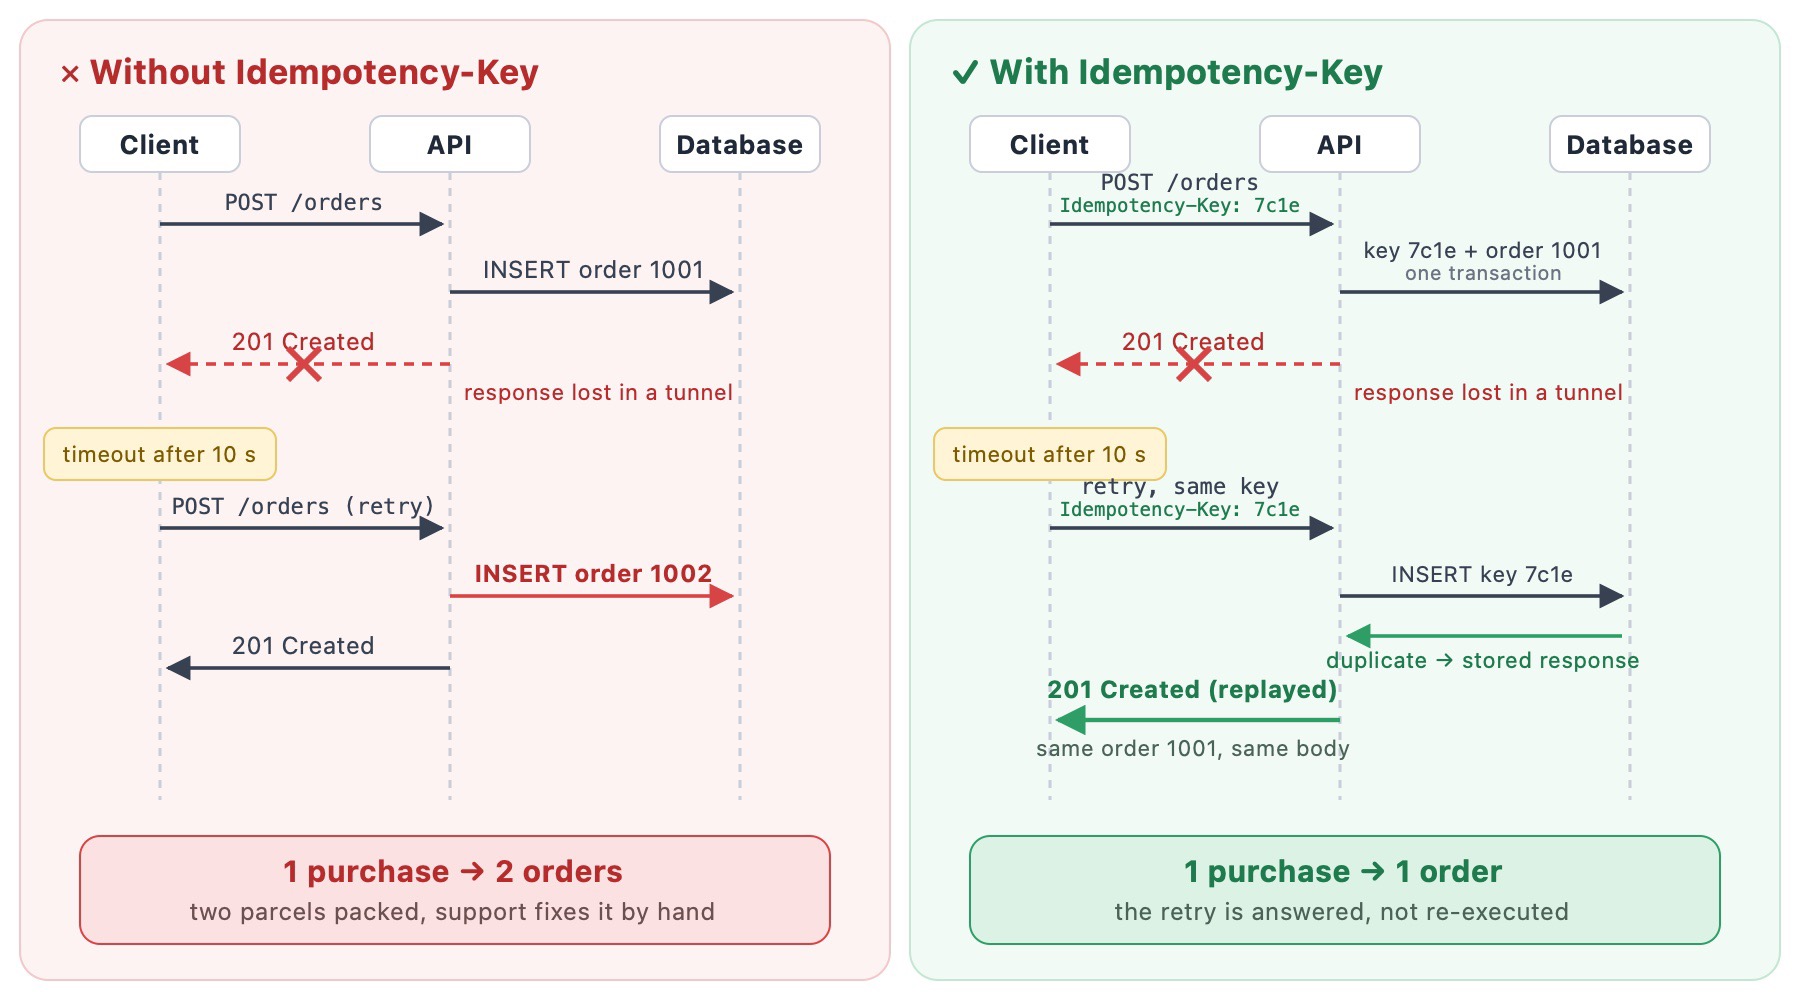 × Without Idempotency-Key
Client
API
Database
POST /orders
INSERT order 1001
201 Created
response lost in a tunnel
timeout after 10 s
POST /orders (retry)
INSERT order 1002
201 Created
1 purchase → 2 orders
two parcels packed, support fixes it by hand
✓ With Idempotency-Key
Client
API
Database
POST /orders
Idempotency-Key: 7c1e
key 7c1e + order 1001
one transaction
201 Created
response lost in a tunnel
timeout after 10 s
retry, same key
Idempotency-Key: 7c1e
INSERT key 7c1e
duplicate → stored response
201 Created (replayed)
same order 1001, same body
1 purchase → 1 order
the retry is answered, not re-executed